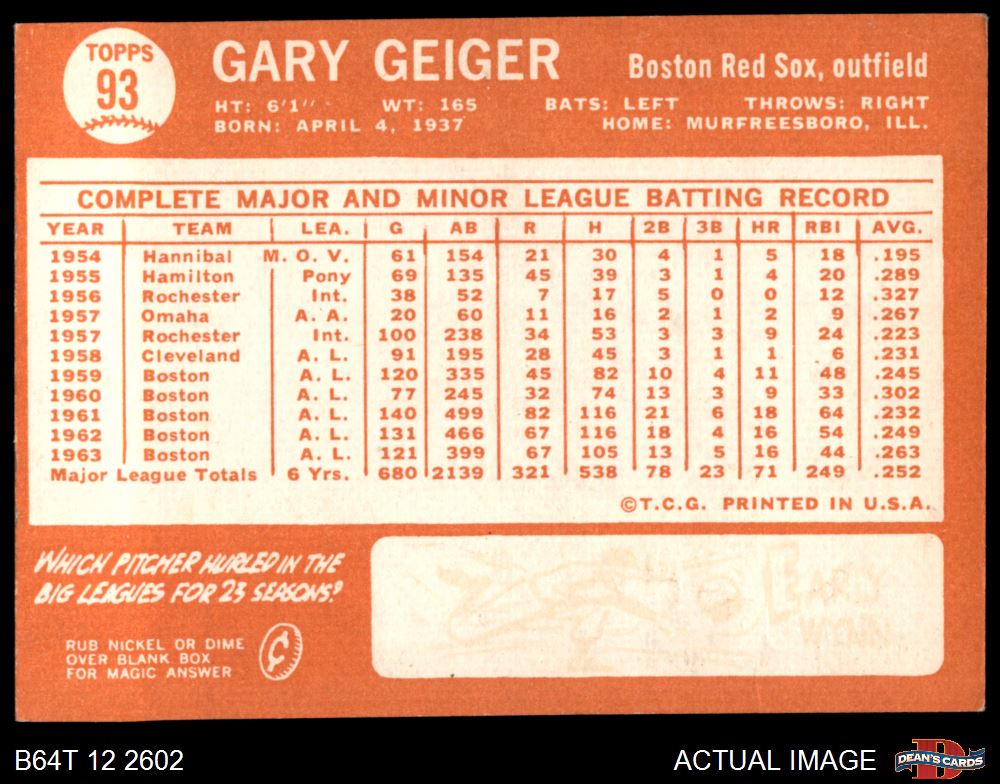 TOPPS
93
GARY GEIGER
Boston Red Sox, outfield
HT: 6'1" WT: 165 BATS: LEFT THROWS: RIGHT
BORN: APRIL 4, 1937 HOME: MURFREESBORO, ILL.
COMPLETE MAJOR AND MINOR LEAGUE BATTING RECORD
YEAR TEAM LEA. G AB R H 2B 3B HR RBI AVG.
1954 Hannibal M. O. V. 61 154 21 30 4 1 5 18 .195
1955 Hamilton Pony 69 135 45 39 3 1 4 20 .289
1956 Rochester Int. 38 52 7 17 5 0 0 12 .327
1957 Omaha A. A. 20 60 11 16 2 1 2 9 .267
1957 Rochester Int. 100 238 34 53 3 3 9 24 .223
1958 Cleveland A. L. 91 195 28 45 3 1 1 6 .231
1959 Boston A. L. 120 335 45 82 10 4 11 48 .245
1960 Boston A. L. 77 245 32 74 13 3 9 33 .302
1961 Boston A. L. 140 499 82 116 21 6 18 64 .232
1962 Boston A. L. 131 466 67 116 18 4 16 54 .249
1963 Boston A. L. 121 399 67 105 13 5 16 44 .263
Major League Totals 6 Yrs. 680 2139 321 538 78 23 71 249 .252
©T.C.G. PRINTED IN U.S.A.
WHICH PITCHER HURLED IN THE
BIG LEAGUES FOR 23 SEASONS?
RUB NICKEL OR DIME
OVER BLANK BOX
FOR MAGIC ANSWER
¢
EARLY
WYNN
B64T 12 2602
ACTUAL IMAGE
D
DEAN'S CARDS